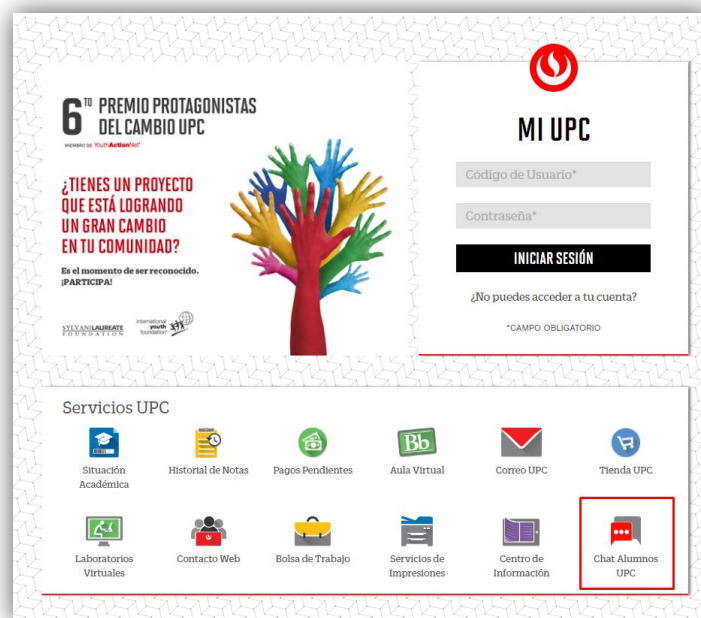 6TO PREMIO PROTAGONISTAS
DEL CAMBIO UPC
MIEMBRO DE YouthActionNet®
¿TIENES UN PROYECTO
QUE ESTÁ LOGRANDO
UN GRAN CAMBIO
EN TU COMUNIDAD?
Es el momento de ser reconocido.
¡PARTICIPA!
SYLVAN/LAUREATE
FOUNDATION
international
youth
foundation
MI UPC
Código de Usuario*
Contraseña*
INICIAR SESIÓN
¿No puedes acceder a tu cuenta?
*CAMPO OBLIGATORIO
Servicios UPC
Situación
Académica
Historial de Notas
Pagos Pendientes
Bb
Aula Virtual
Correo UPC
Tienda UPC
Laboratorios
Virtuales
Contacto Web
Bolsa de Trabajo
Servicios de
Impresiones
Centro de
Información
Chat Alumnos
UPC